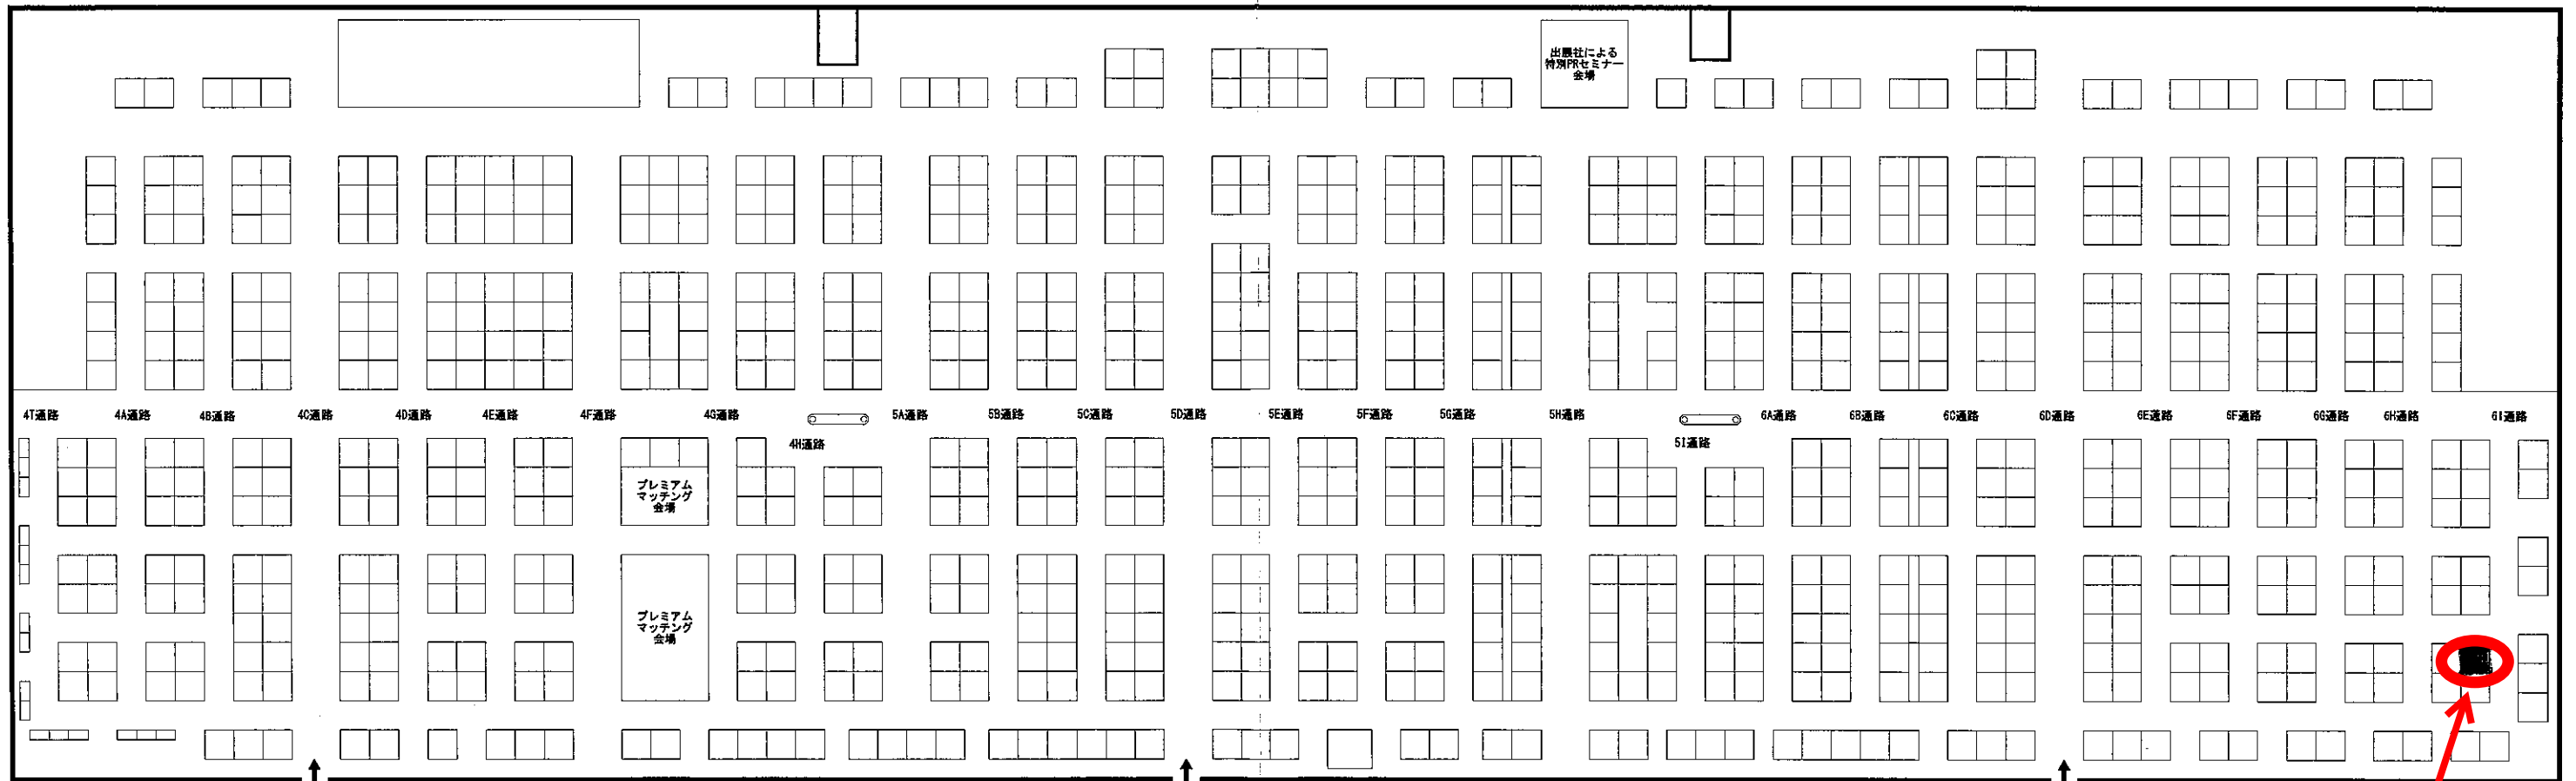 出展社による
特別PRセミナー
会場
4T通路
4A通路
4B通路
4C通路
4D通路
4E通路
4F通路
4G通路
4H通路
5A通路
5B通路
5C通路
5D通路
5E通路
5F通路
5G通路
5H通路
5I通路
6A通路
6B通路
6C通路
6D通路
6E通路
6F通路
6G通路
6H通路
6I通路
プレミアム
マッチング
会場
プレミアム
マッチング
会場